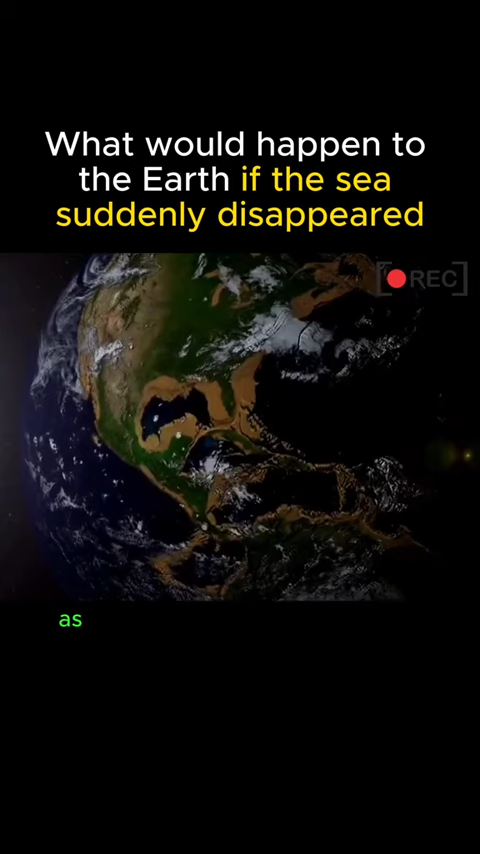 What would happen to
the Earth if the sea
suddenly disappeared
[REC]
as